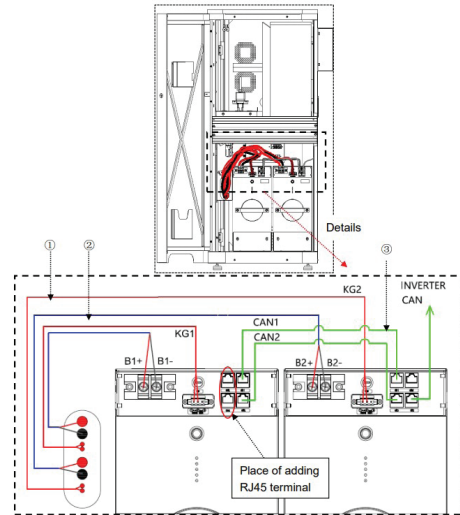 Details
①
②
③
KG2
INVERTER
CAN
CAN1
KG1
CAN2
B1+
B1-
B2+
B2-
Place of adding
RJ45 terminal